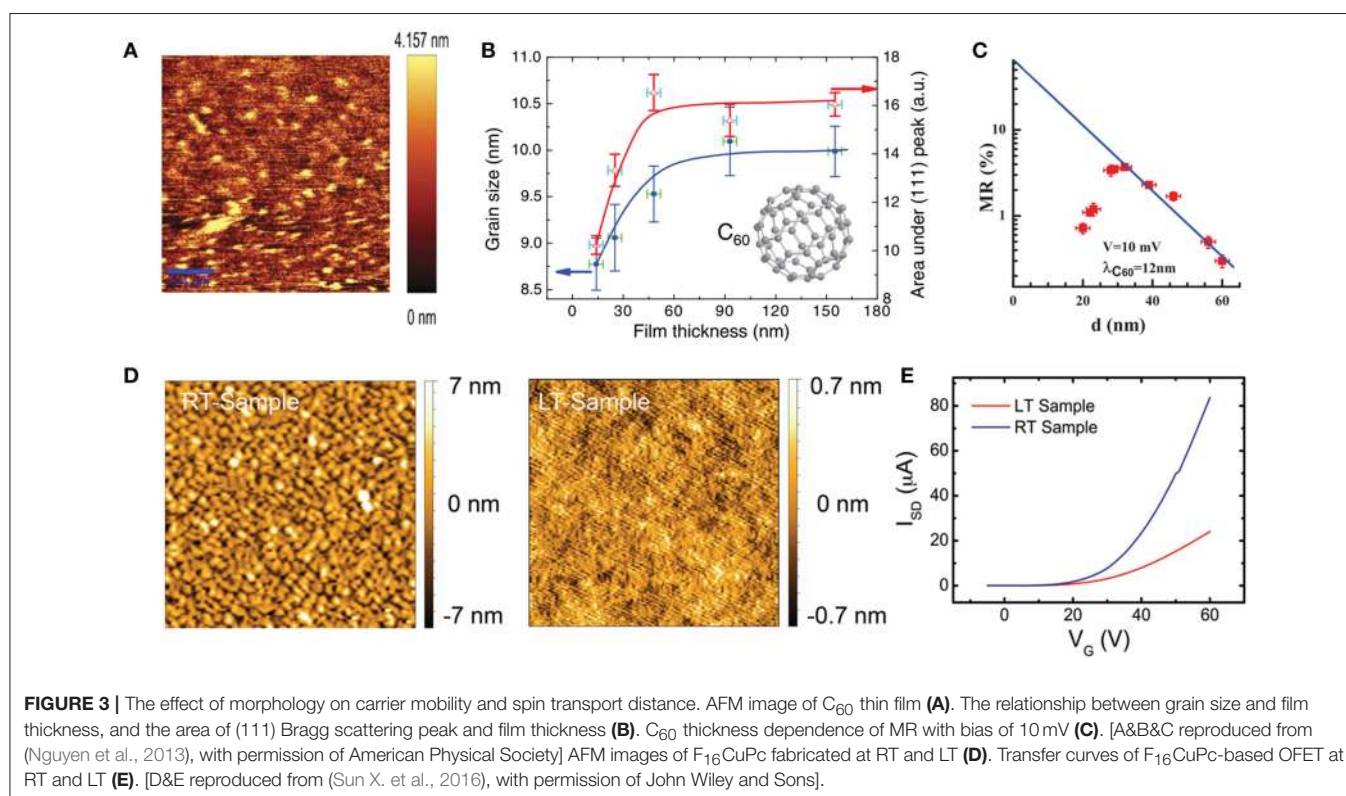 A
4.157 nm
0 nm
B
11.0
10.5
10.0
9.5
9.0
8.5
Grain size (nm)
18
16
14
12
10
8
Area under (111) peak (a.u.)
C₆₀
0 30 60 90 120 150 180
Film thickness (nm)
C
MR (%)
10
1
V=10 mV
λC60=12nm
0 20 40 60
d (nm)
D
RT-Sample
7 nm
0 nm
-7 nm
LT-Sample
0.7 nm
0 nm
-0.7 nm
E
80
60
40
20
0
I_SD (μA)
LT Sample
RT Sample
0 20 40 60
V_G (V)
FIGURE 3 | The effect of morphology on carrier mobility and spin transport distance. AFM image of C₆₀ thin film (A). The relationship between grain size and film
thickness, and the area of (111) Bragg scattering peak and film thickness (B). C₆₀ thickness dependence of MR with bias of 10 mV (C). [A&B&C reproduced from
(Nguyen et al., 2013), with permission of American Physical Society] AFM images of F₁₆CuPc fabricated at RT and LT (D). Transfer curves of F₁₆CuPc-based OFET at
RT and LT (E). [D&E reproduced from (Sun X. et al., 2016), with permission of John Wiley and Sons].